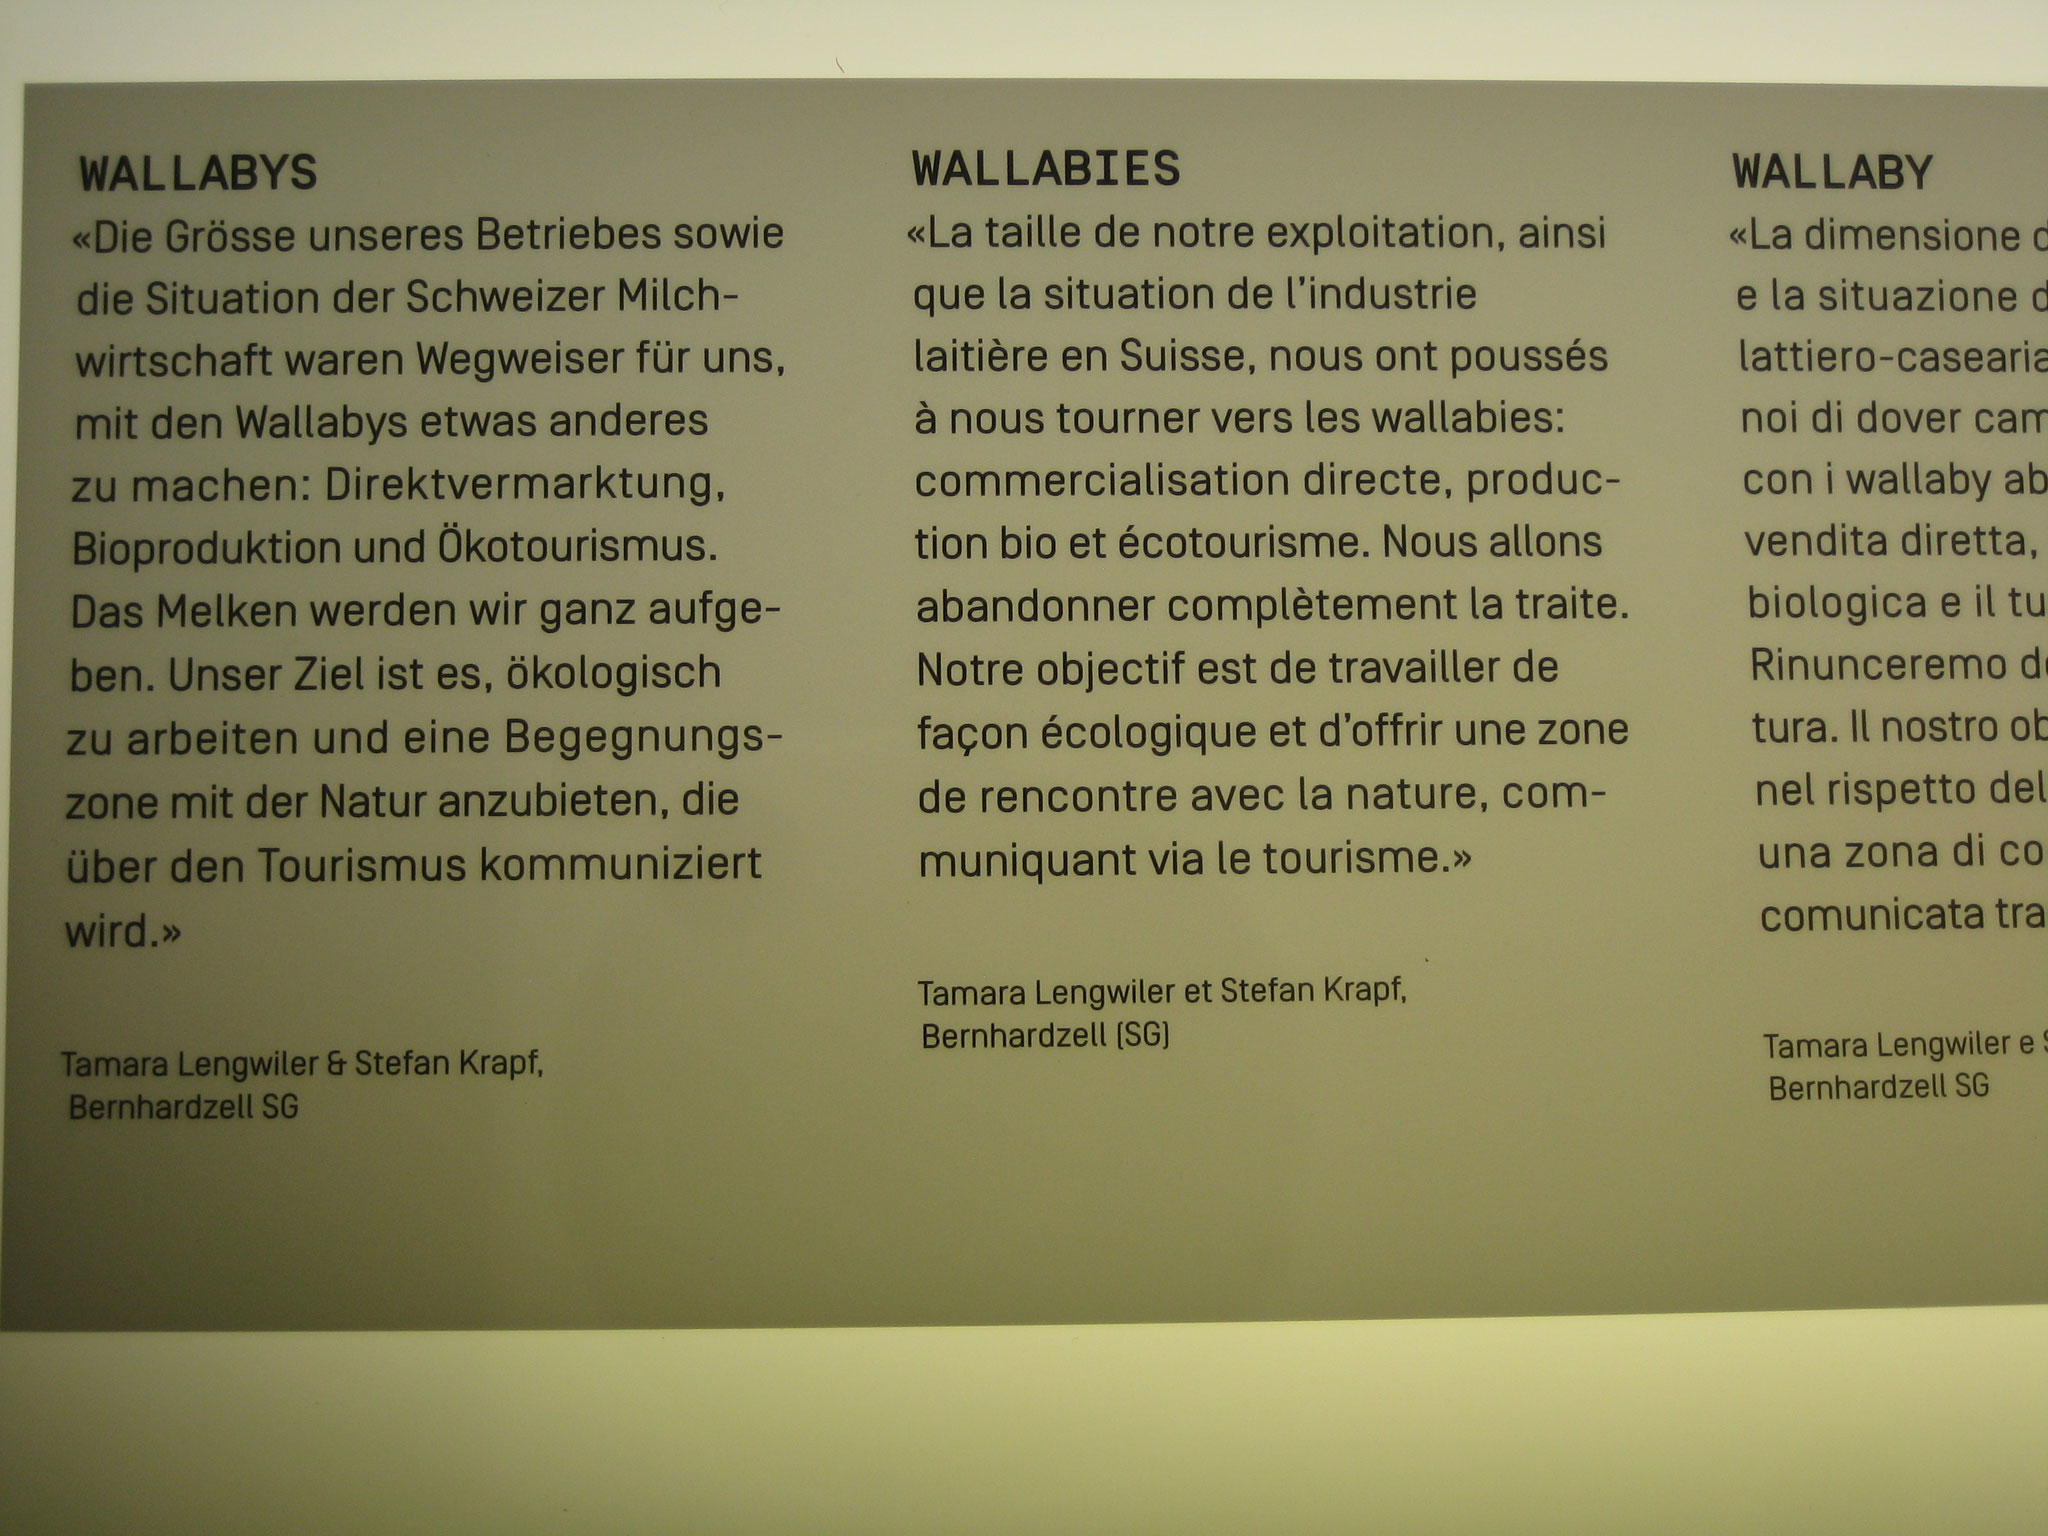 WALLABYS
«Die Grösse unseres Betriebes sowie
die Situation der Schweizer Milch-
wirtschaft waren Wegweiser für uns,
mit den Wallabys etwas anderes
zu machen: Direktvermarktung,
Bioproduktion und Ökotourismus.
Das Melken werden wir ganz aufge-
ben. Unser Ziel ist es, ökologisch
zu arbeiten und eine Begegnungs-
zone mit der Natur anzubieten, die
über den Tourismus kommuniziert
wird.»
Tamara Lengwiler & Stefan Krapf,
Bernhardzell SG
WALLABIES
«La taille de notre exploitation, ainsi
que la situation de l'industrie
laitière en Suisse, nous ont poussés
à nous tourner vers les wallabies:
commercialisation directe, produc-
tion bio et écotourisme. Nous allons
abandonner complètement la traite.
Notre objectif est de travailler de
façon écologique et d'offrir une zone
de rencontre avec la nature, com-
muniquant via le tourisme.»
Tamara Lengwiler et Stefan Krapf,
Bernhardzell (SG)
WALLABY
«La dimensione
e la situazione
lattiero-casearia
noi di dover
con i wallaby
vendita diretta,
biologica e il
Rinunceremo
tura. Il nostro
nel rispetto
una zona di
comunicata
Tamara Lengwiler e
Bernhardzell SG